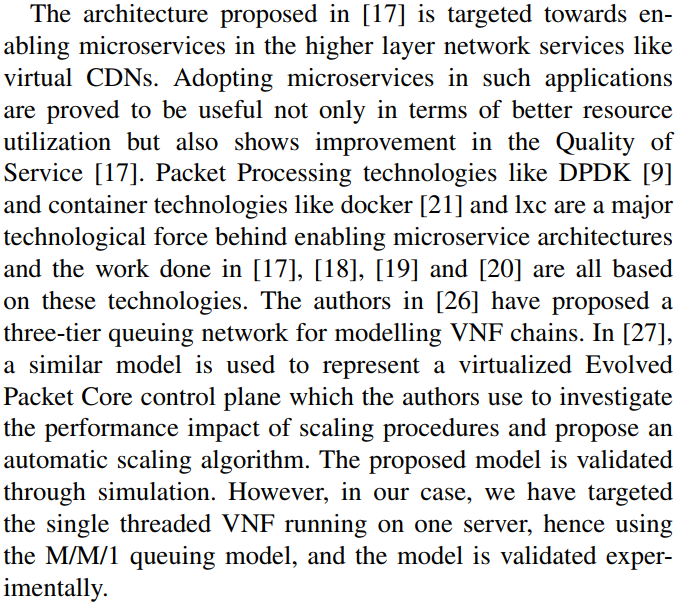 The architecture proposed in [17] is targeted towards en-
abling microservices in the higher layer network services like
virtual CDNs. Adopting microservices in such applications
are proved to be useful not only in terms of better resource
utilization but also shows improvement in the Quality of
Service [17]. Packet Processing technologies like DPDK [9]
and container technologies like docker [21] and lxc are a major
technological force behind enabling microservice architectures
and the work done in [17], [18], [19] and [20] are all based
on these technologies. The authors in [26] have proposed a
three-tier queuing network for modelling VNF chains. In [27],
a similar model is used to represent a virtualized Evolved
Packet Core control plane which the authors use to investigate
the performance impact of scaling procedures and propose an
automatic scaling algorithm. The proposed model is validated
through simulation. However, in our case, we have targeted
the single threaded VNF running on one server, hence using
the M/M/1 queuing model, and the model is validated exper-
imentally.